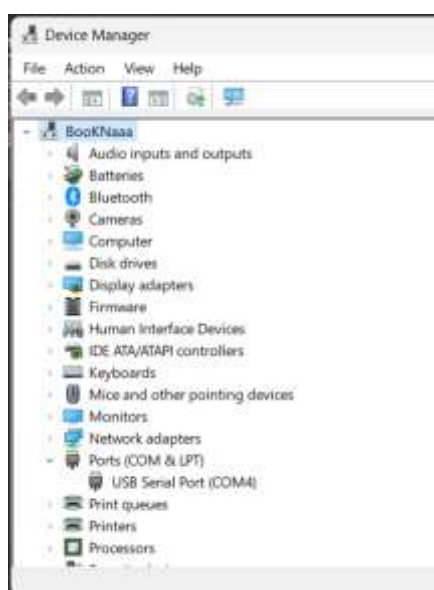 Device Manager
File Action View Help
BooKNaaa
Audio inputs and outputs
Batteries
Bluetooth
Cameras
Computer
Disk drives
Display adapters
Firmware
Human Interface Devices
IDE ATA/ATAPI controllers
Keyboards
Mice and other pointing devices
Monitors
Network adapters
Ports (COM & LPT)
USB Serial Port (COM4)
Print queues
Printers
Processors